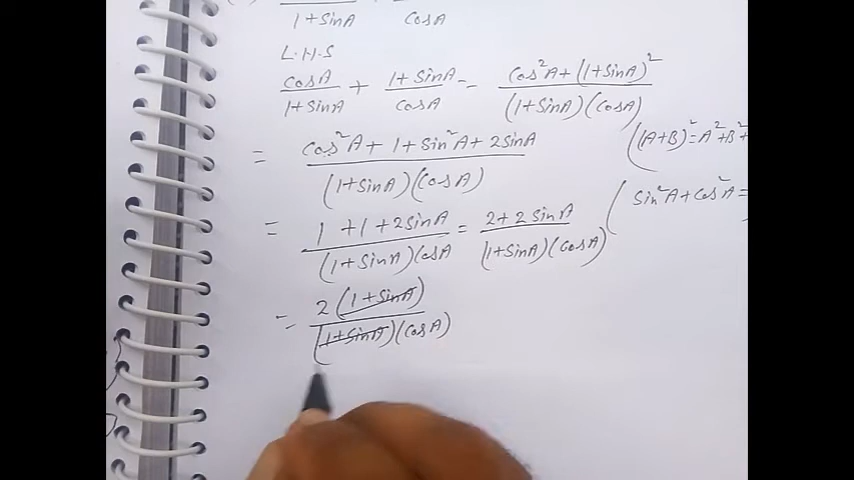 1+sinA cosA
L.H.S
cosA/1+sinA + 1+sinA/cosA = cos²A+(1+sinA)²/(1+sinA)(cosA)
= cos²A+1+sin²A+2sinA/(1+sinA)(cosA) ((A+B)²=A²+B²+
= 1+1+2sinA/(1+sinA)(cosA = 2+2sinA/(1+sinA)(cosA) (sin²A+cos²A=
= 2(1+sinA)/(1+sinA)(cosA)